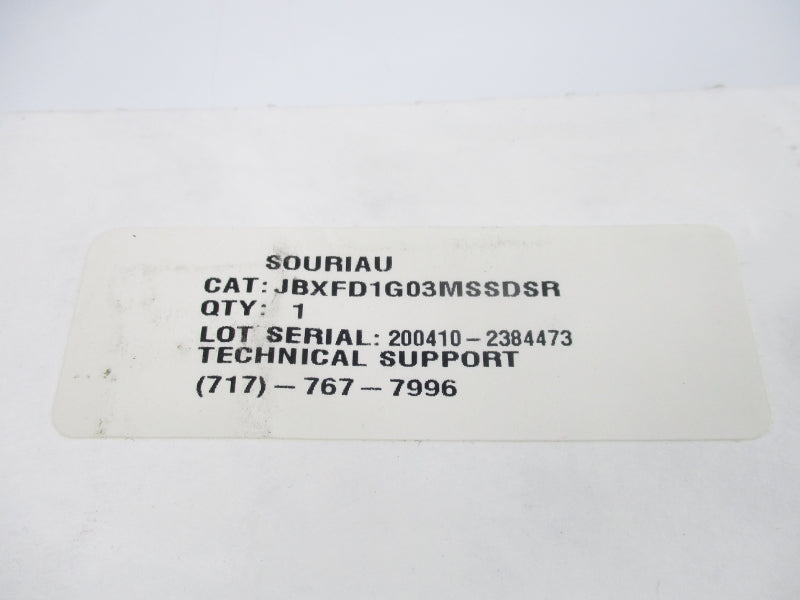 SOURIAU
CAT: JBXFD1G03MSSDSR
QTY: 1
LOT SERIAL: 200410-2384473
TECHNICAL SUPPORT
(717)-767-7996